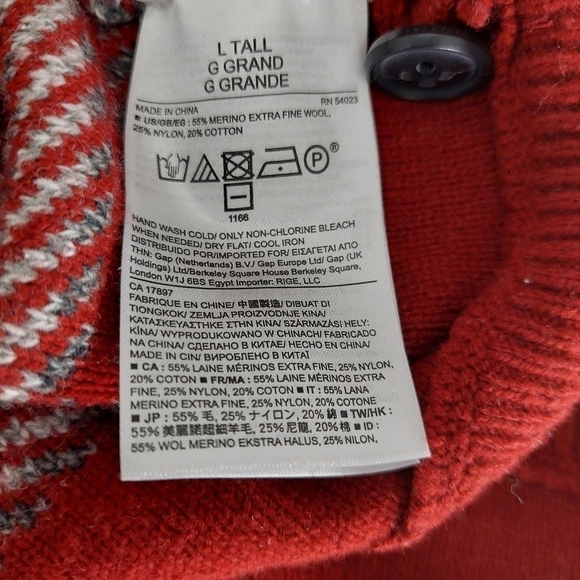 L TALL
G GRAND
G GRANDE
MADE IN CHINA RN 54023
■ US/GB/EG : 55% MERINO EXTRA FINE WOOL,
25% NYLON, 20% COTTON
P ®
1166
HAND WASH COLD/ ONLY NON-CHLORINE BLEACH
WHEN NEEDED/ DRY FLAT/ COOL IRON
DISTRIBUTED BY/IMPORTED BY/ ΕΙΣΑΓΕΤΑΙ ΑΠΟ
THN: Gap (Netherlands) B.V./ Gap Europe Ltd/ Gap (UK
Holdings) Ltd/Berkeley Square House Berkeley Square,
London W1J 6BS Egypt Importer: RIGE, LLC
CA 17897
FABRIQUE EN CHINE/ 中國製造/ DIBUAT DI
TIONGKOK/ ZEMLJA PROIZVODNJE KINA/
ΚΑΤΑΣΚΕΥΑΣΤΗΚΕ ΣΤΗΝ ΚΙΝΑ/ SZÁRMAZÁSI HELY:
KÍNA/ WYPRODUKOWANO W CHINACH/ FABRICADO
NA CHINA/ СДЕЛАНО В КИТАЕ/ HECHO EN CHINA/
MADE IN CIN/ ВИРОБЛЕНО В КИТАЇ
■ CA : 55% LAINE MÉRINOS EXTRA FINE, 25% NYLON,
20% COTON ■ FR/MA : 55% LAINE MÉRINOS EXTRA
FINE, 25% NYLON, 20% COTON ■ IT : 55% LANA
MERINO EXTRA FINE, 25% NYLON, 20% COTONE
■ JP : 55% 毛, 25% ナイロン, 20% 綿 ■ TW/HK :
55% 美麗諾超細羊毛, 25% 尼龍, 20% 棉 ■ ID :
55% WOL MERINO EKSTRA HALUS, 25% NILON,